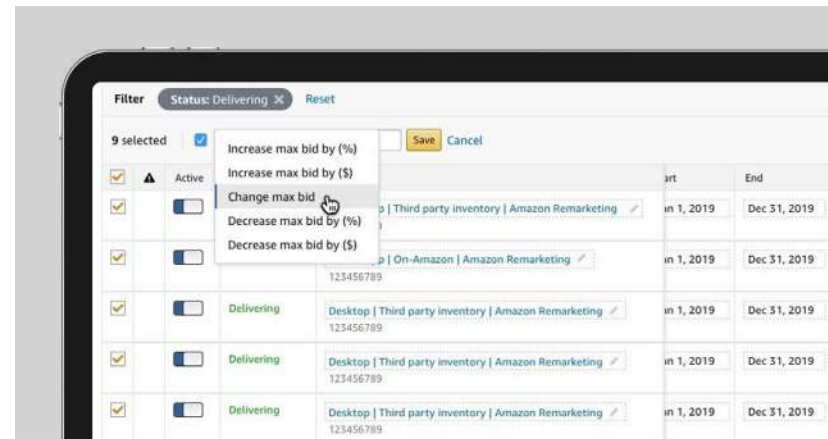 Filter Status: Delivering X Reset
9 selected Save Cancel
Increase max bid by (%)
Increase max bid by ($)
Change max bid
Decrease max bid by (%)
Decrease max bid by ($)
Active End
| Third party inventory | Amazon Remarketing Dec 31, 2019
| On-Amazon | Amazon Remarketing 1, 2019 Dec 31, 2019
123456789
Delivering Desktop | Third party inventory | Amazon Remarketing 1, 2019 Dec 31, 2019
123456789
Delivering Desktop | Third party inventory | Amazon Remarketing 1, 2019 Dec 31, 2019
123456789
Delivering Desktop | Third party inventory | Amazon Remarketing 1, 2019 Dec 31, 2019
123456789